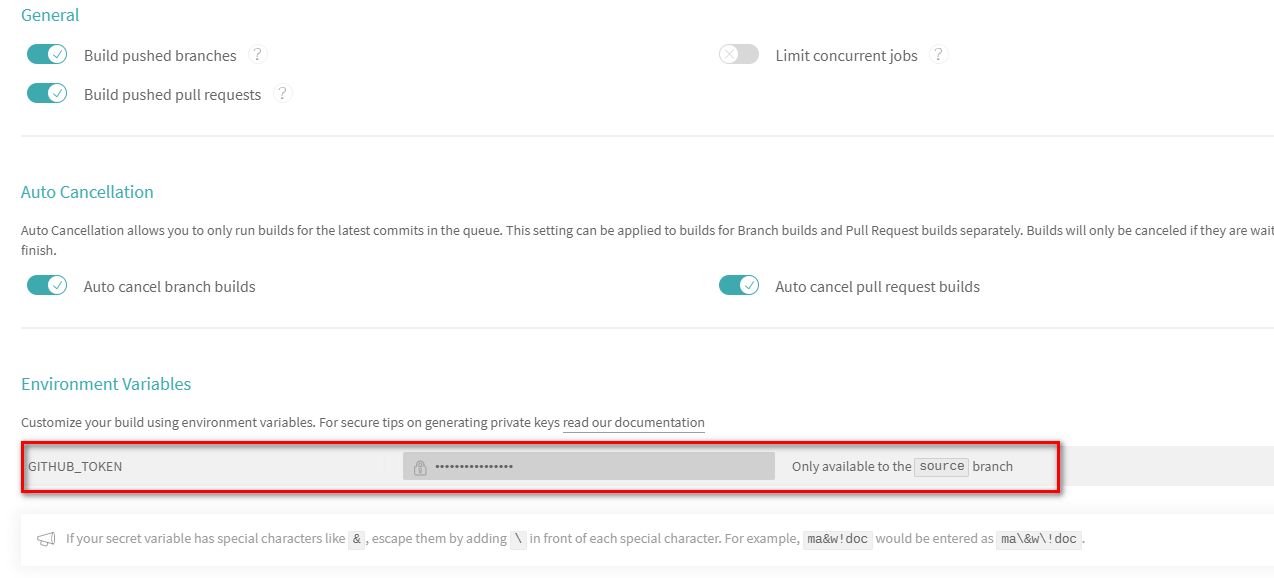 General
Build pushed branches ?
Limit concurrent jobs ?
Build pushed pull requests ?
Auto Cancellation
Auto Cancellation allows you to only run builds for the latest commits in the queue. This setting can be applied to builds for Branch builds and Pull Request builds separately. Builds will only be canceled if they are wait
finish.
Auto cancel branch builds
Auto cancel pull request builds
Environment Variables
Customize your build using environment variables. For secure tips on generating private keys read our documentation
GITHUB_TOKEN •••••••••••••••• Only available to the source branch
If your secret variable has special characters like &, escape them by adding \ in front of each special character. For example, ma&w!doc would be entered as ma\&w\!doc.